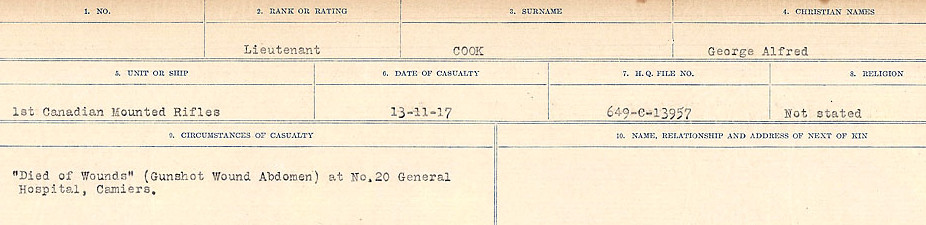 1. NO.
2. RANK OR RATING
3. SURNAME
4. CHRISTIAN NAMES
Lieutenant
COOK
George Alfred
5. UNIT OR SHIP
6. DATE OF CASUALTY
7. H. Q. FILE NO.
8. RELIGION
1st Canadian Mounted Rifles
13-11-17
649-C-13957
Not stated
9. CIRCUMSTANCES OF CASUALTY
10. NAME, RELATIONSHIP AND ADDRESS OF NEXT OF KIN
"Died of Wounds" (Gunshot Wound Abdomen) at No.20 General
Hospital, Camiers.